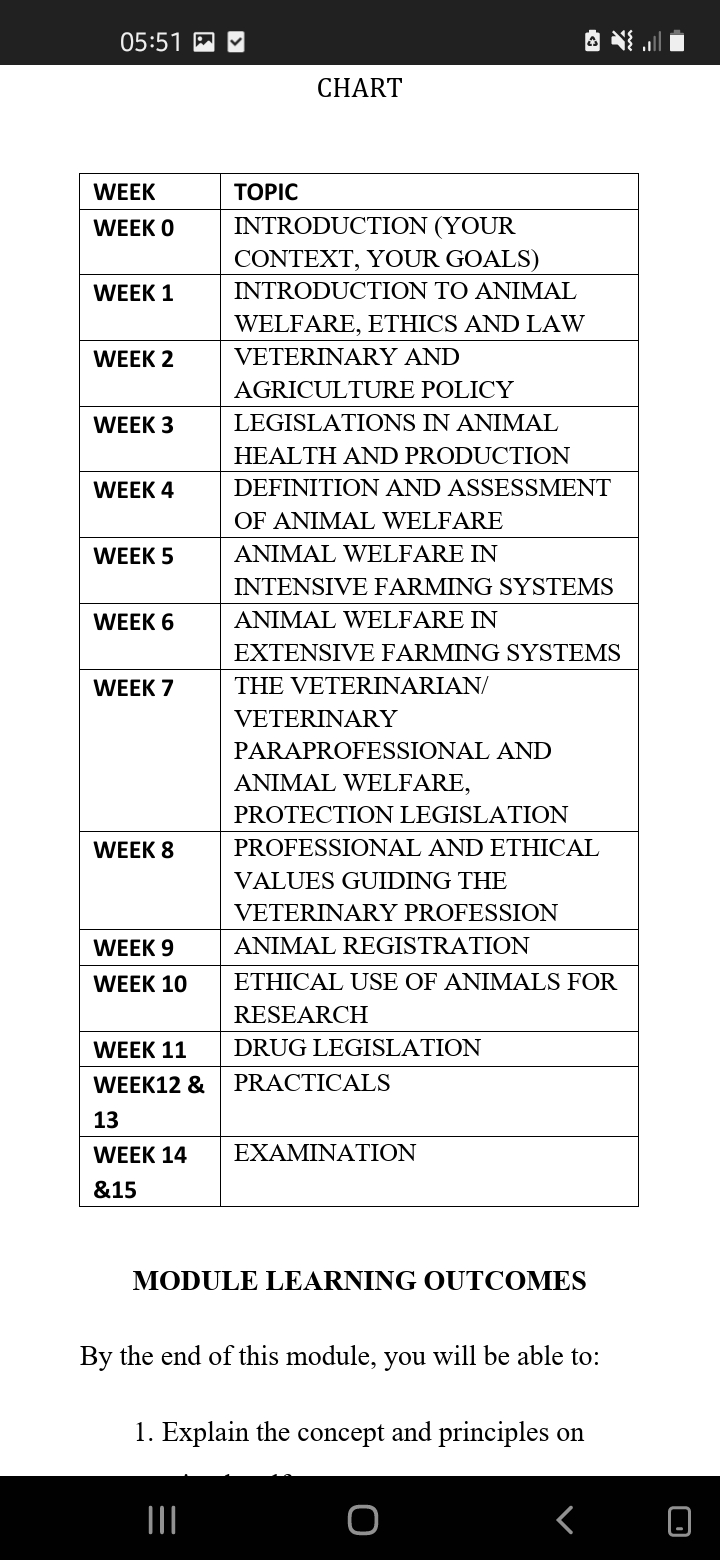 05:51
CHART
WEEK TOPIC
WEEK 0 INTRODUCTION (YOUR
CONTEXT, YOUR GOALS)
WEEK 1 INTRODUCTION TO ANIMAL
WELFARE, ETHICS AND LAW
WEEK 2 VETERINARY AND
AGRICULTURE POLICY
WEEK 3 LEGISLATIONS IN ANIMAL
HEALTH AND PRODUCTION
WEEK 4 DEFINITION AND ASSESSMENT
OF ANIMAL WELFARE
WEEK 5 ANIMAL WELFARE IN
INTENSIVE FARMING SYSTEMS
WEEK 6 ANIMAL WELFARE IN
EXTENSIVE FARMING SYSTEMS
WEEK 7 THE VETERINARIAN/
VETERINARY
PARAPROFESSIONAL AND
ANIMAL WELFARE,
PROTECTION LEGISLATION
WEEK 8 PROFESSIONAL AND ETHICAL
VALUES GUIDING THE
VETERINARY PROFESSION
WEEK 9 ANIMAL REGISTRATION
WEEK 10 ETHICAL USE OF ANIMALS FOR
RESEARCH
WEEK 11 DRUG LEGISLATION
WEEK12 & PRACTICALS
13
WEEK 14 EXAMINATION
&15
MODULE LEARNING OUTCOMES
By the end of this module, you will be able to:
1. Explain the concept and principles on